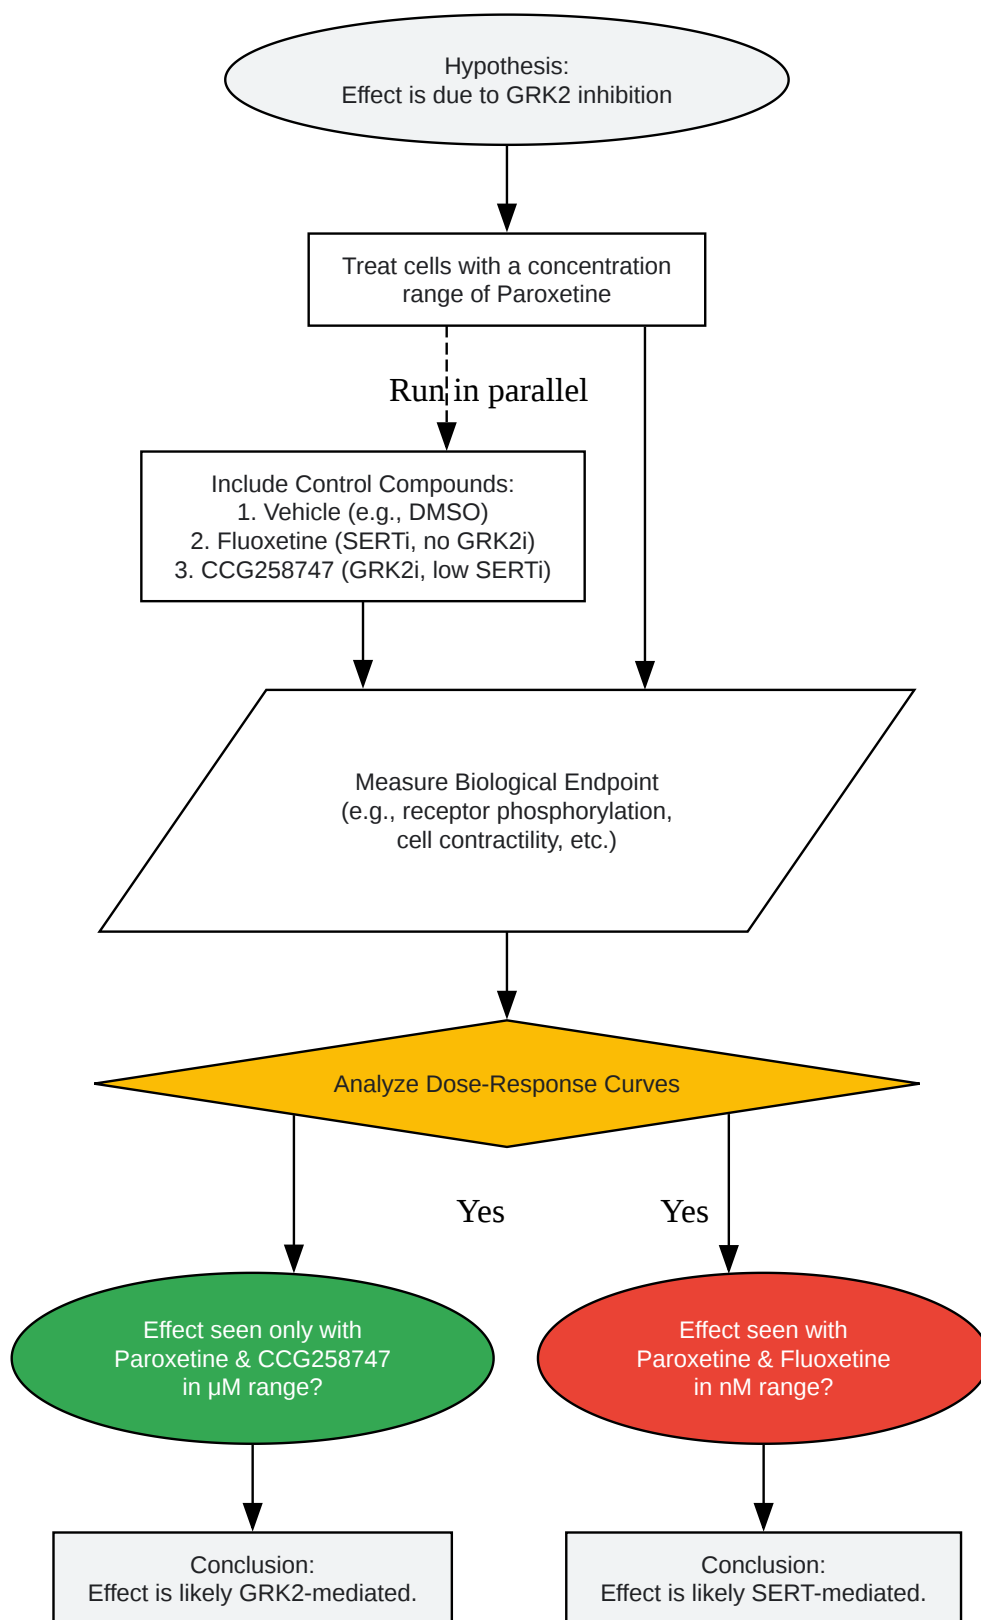 Hypothesis:
Effect is due to GRK2 inhibition
Treat cells with a concentration
range of Paroxetine
Run in parallel
Include Control Compounds:
1. Vehicle (e.g., DMSO)
2. Fluoxetine (SERTi, no GRK2i)
3. CCG258747 (GRK2i, low SERTi)
Measure Biological Endpoint
(e.g., receptor phosphorylation,
cell contractility, etc.)
Analyze Dose-Response Curves
Yes
Yes
Effect seen only with
Paroxetine & CCG258747
in μM range?
Effect seen with
Paroxetine & Fluoxetine
in nM range?
Conclusion:
Effect is likely GRK2-mediated.
Conclusion:
Effect is likely SERT-mediated.